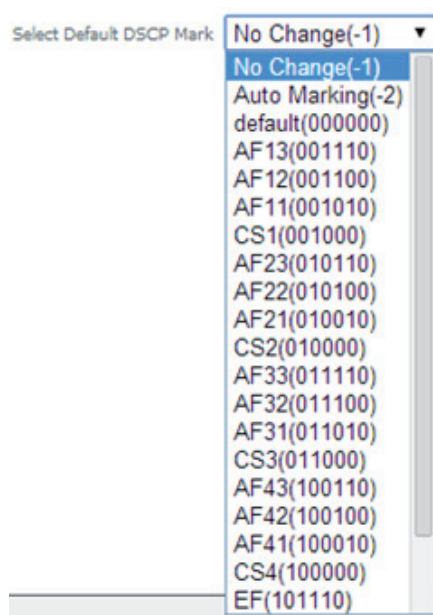 Select Default DSCP Mark No Change(-1)
No Change(-1)
Auto Marking(-2)
default(000000)
AF13(001110)
AF12(001100)
AF11(001010)
CS1(001000)
AF23(010110)
AF22(010100)
AF21(010010)
CS2(010000)
AF33(011110)
AF32(011100)
AF31(011010)
CS3(011000)
AF43(100110)
AF42(100100)
AF41(100010)
CS4(100000)
EF(101110)